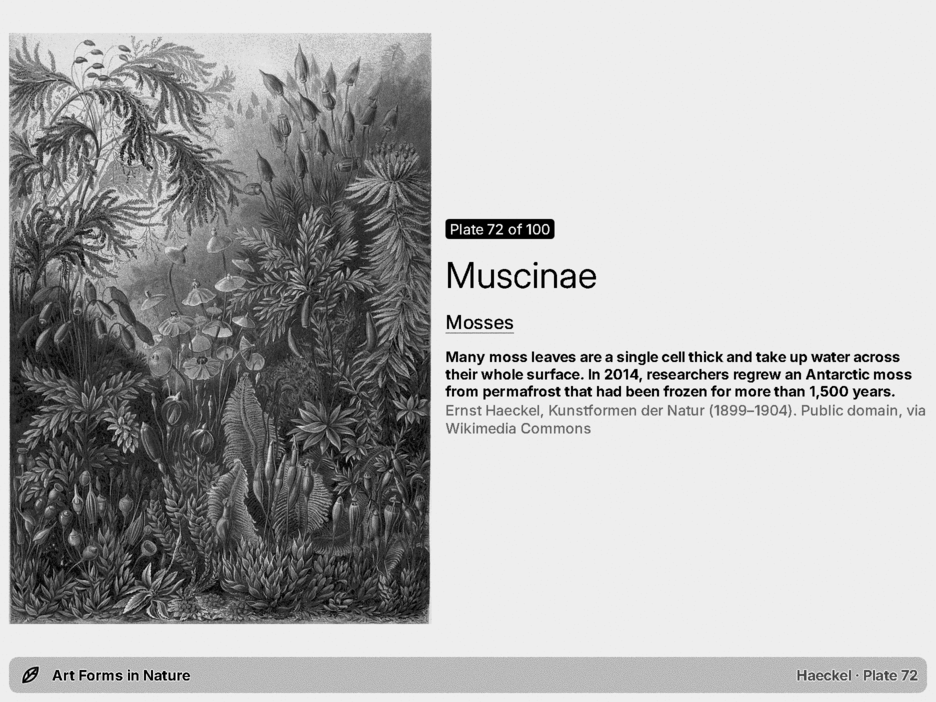 Plate 72 of 100
Muscinae
Mosses
Many moss leaves are a single cell thick and take up water across
their whole surface. In 2014, researchers regrew an Antarctic moss
from permafrost that had been frozen for more than 1,500 years.
Ernst Haeckel, Kunstformen der Natur (1899–1904). Public domain, via
Wikimedia Commons
Art Forms in Nature
Haeckel · Plate 72